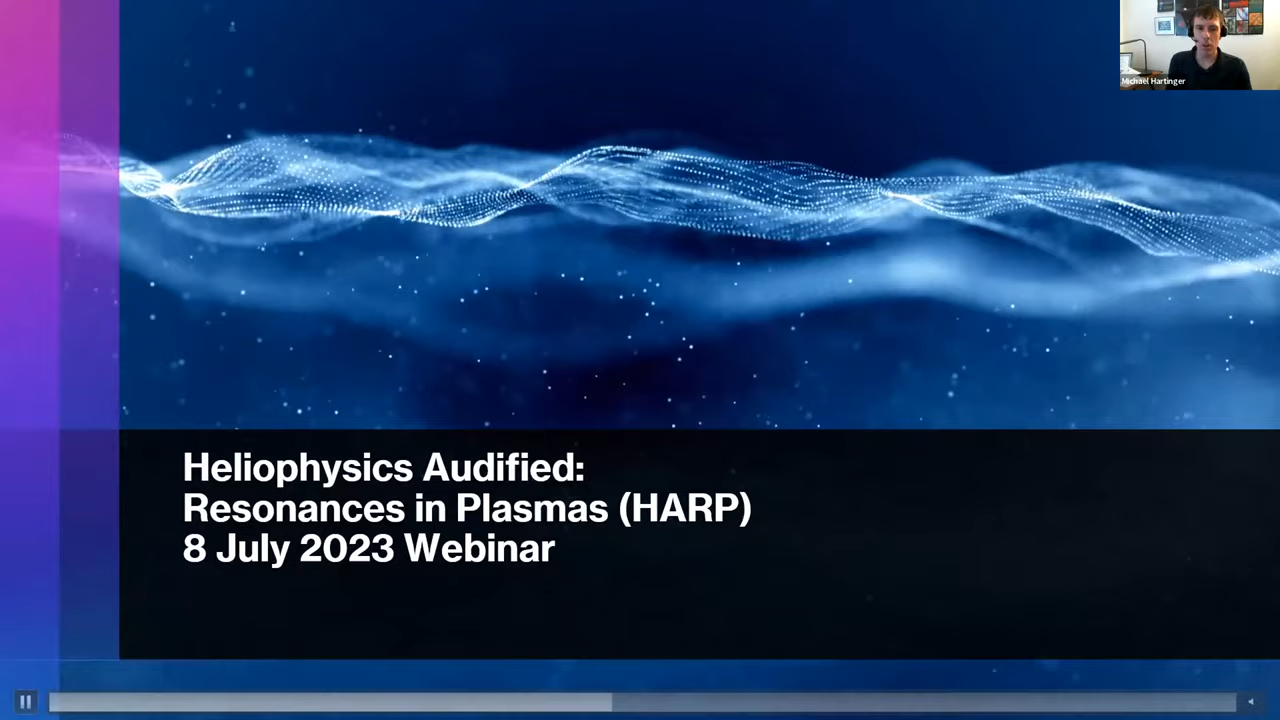 Michael Hartinger
Heliophysics Audified:
Resonances in Plasmas (HARP)
8 July 2023 Webinar